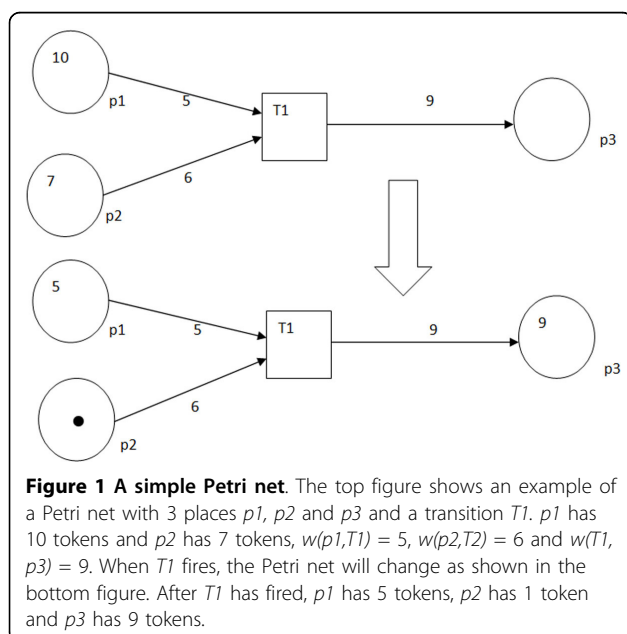 10
p1
5
T1
9
p3
7
6
p2
5
p1
5
T1
9
9
p3
6
p2
Figure 1 A simple Petri net. The top figure shows an example of
a Petri net with 3 places p1, p2 and p3 and a transition T1. p1 has
10 tokens and p2 has 7 tokens, w(p1,T1) = 5, w(p2,T2) = 6 and w(T1,
p3) = 9. When T1 fires, the Petri net will change as shown in the
bottom figure. After T1 has fired, p1 has 5 tokens, p2 has 1 token
and p3 has 9 tokens.